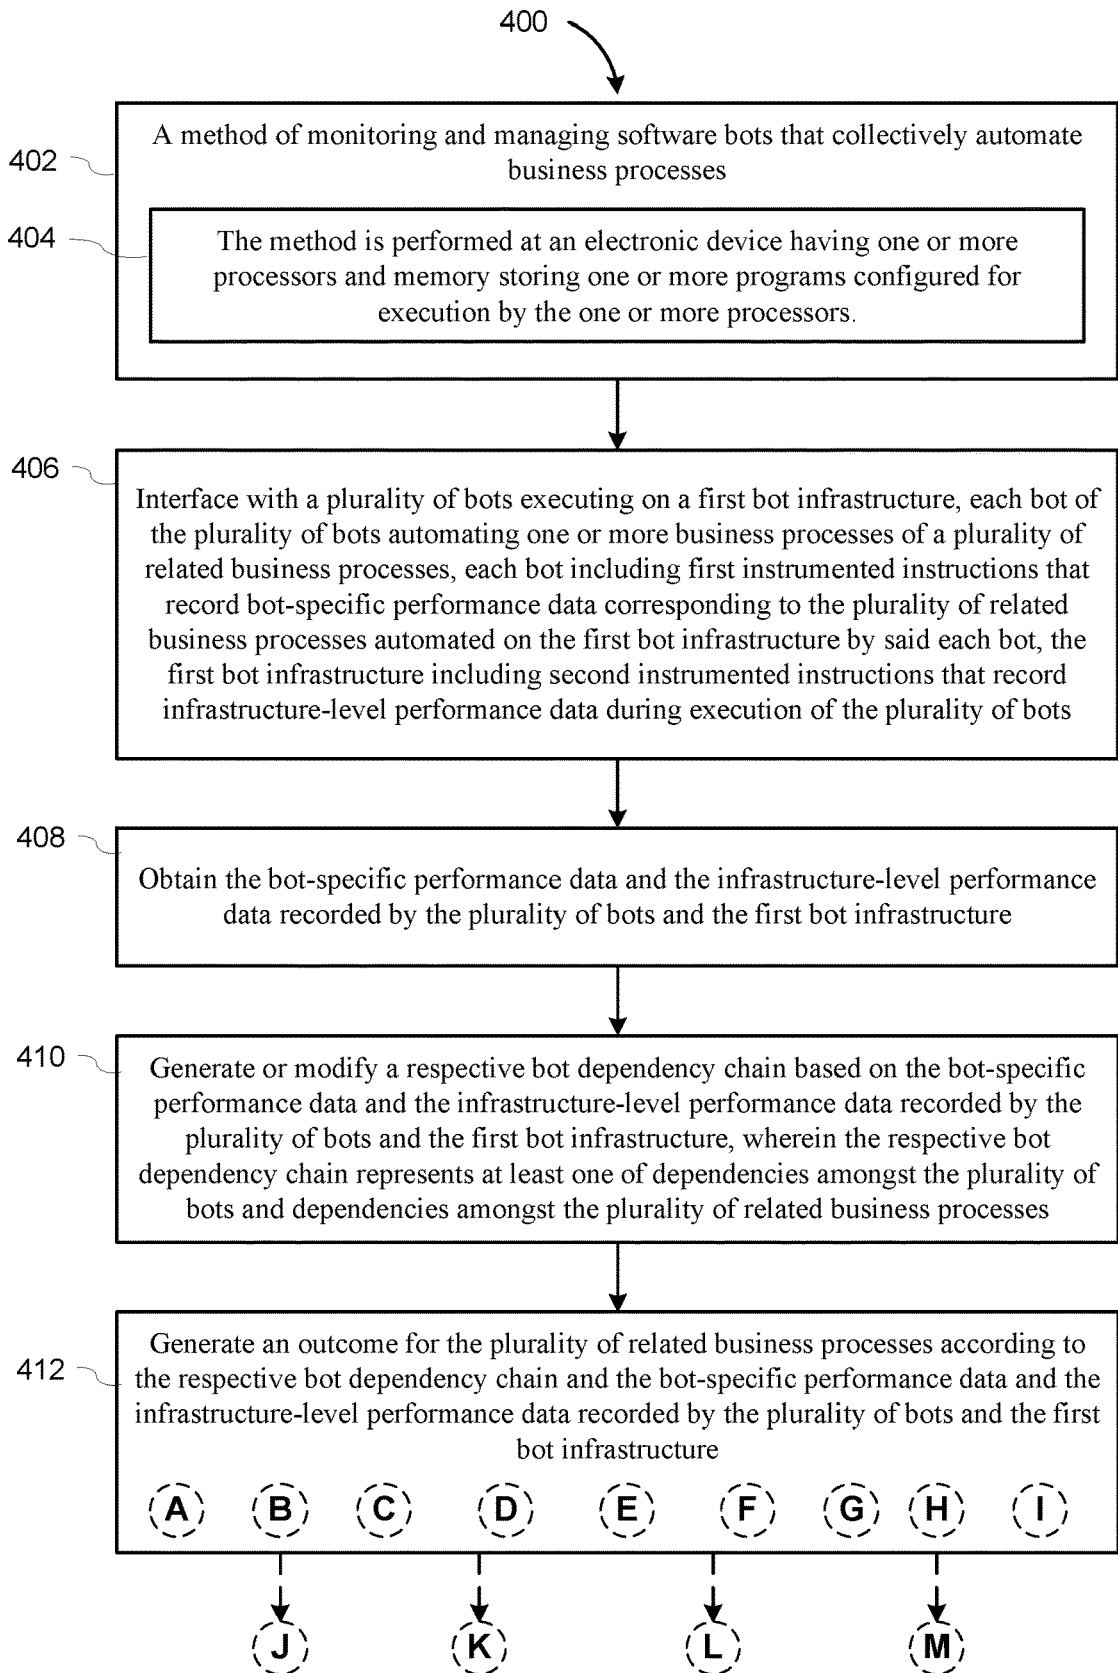 400
402
A method of monitoring and managing software bots that collectively automate
business processes
404
The method is performed at an electronic device having one or more
processors and memory storing one or more programs configured for
execution by the one or more processors.
406
Interface with a plurality of bots executing on a first bot infrastructure, each bot of
the plurality of bots automating one or more business processes of a plurality of
related business processes, each bot including first instrumented instructions that
record bot-specific performance data corresponding to the plurality of related
business processes automated on the first bot infrastructure by said each bot, the
first bot infrastructure including second instrumented instructions that record
infrastructure-level performance data during execution of the plurality of bots
408
Obtain the bot-specific performance data and the infrastructure-level performance
data recorded by the plurality of bots and the first bot infrastructure
410
Generate or modify a respective bot dependency chain based on the bot-specific
performance data and the infrastructure-level performance data recorded by the
plurality of bots and the first bot infrastructure, wherein the respective bot
dependency chain represents at least one of dependencies amongst the plurality of
bots and dependencies amongst the plurality of related business processes
412
Generate an outcome for the plurality of related business processes according to
the respective bot dependency chain and the bot-specific performance data and the
infrastructure-level performance data recorded by the plurality of bots and the first
bot infrastructure
A B C D E F G H I
J K L M